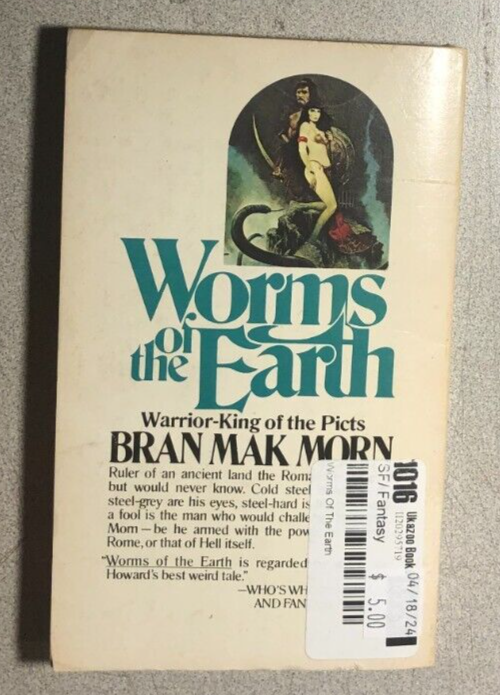 Worms
of
the Earth
Warrior-King of the Picts
BRAN MAK MORN
Ruler of an ancient land the Roma
but would never know. Cold steel
steel-grey are his eyes, steel-hard is
a fool is the man who would challe
Morn—be he armed with the pow
Rome, or that of Hell itself.
"Worms of the Earth is regarded
Howard's best weird tale."
—WHO'S WH
AND FAN
1016
Ukazoo Book 04/18/24
1120295719
SF/Fantasy
$ 5.00
Worms Of The Earth